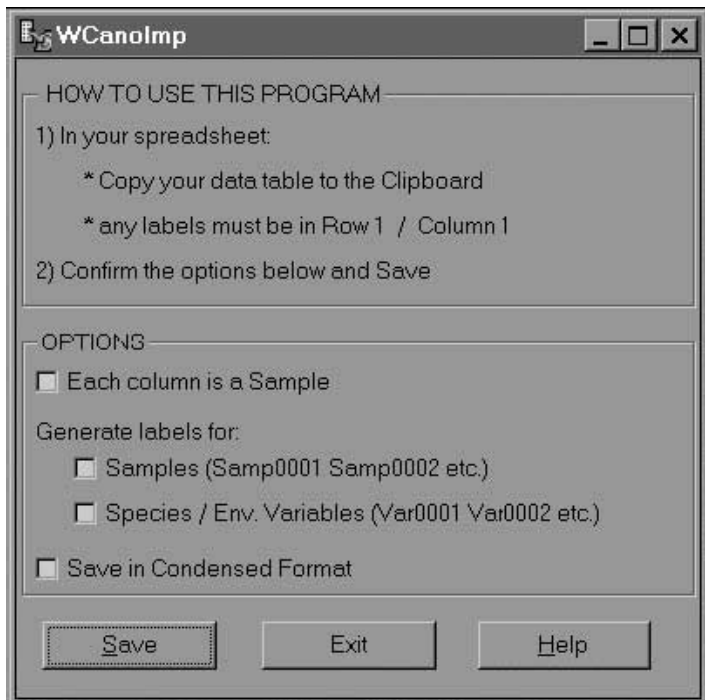 WCanoImp
HOW TO USE THIS PROGRAM
1) In your spreadsheet:
* Copy your data table to the Clipboard
* any labels must be in Row 1 / Column 1
2) Confirm the options below and Save
OPTIONS
Each column is a Sample
Generate labels for:
Samples (Samp0001 Samp0002 etc.)
Species / Env. Variables (Var0001 Var0002 etc.)
Save in Condensed Format
Save Exit Help